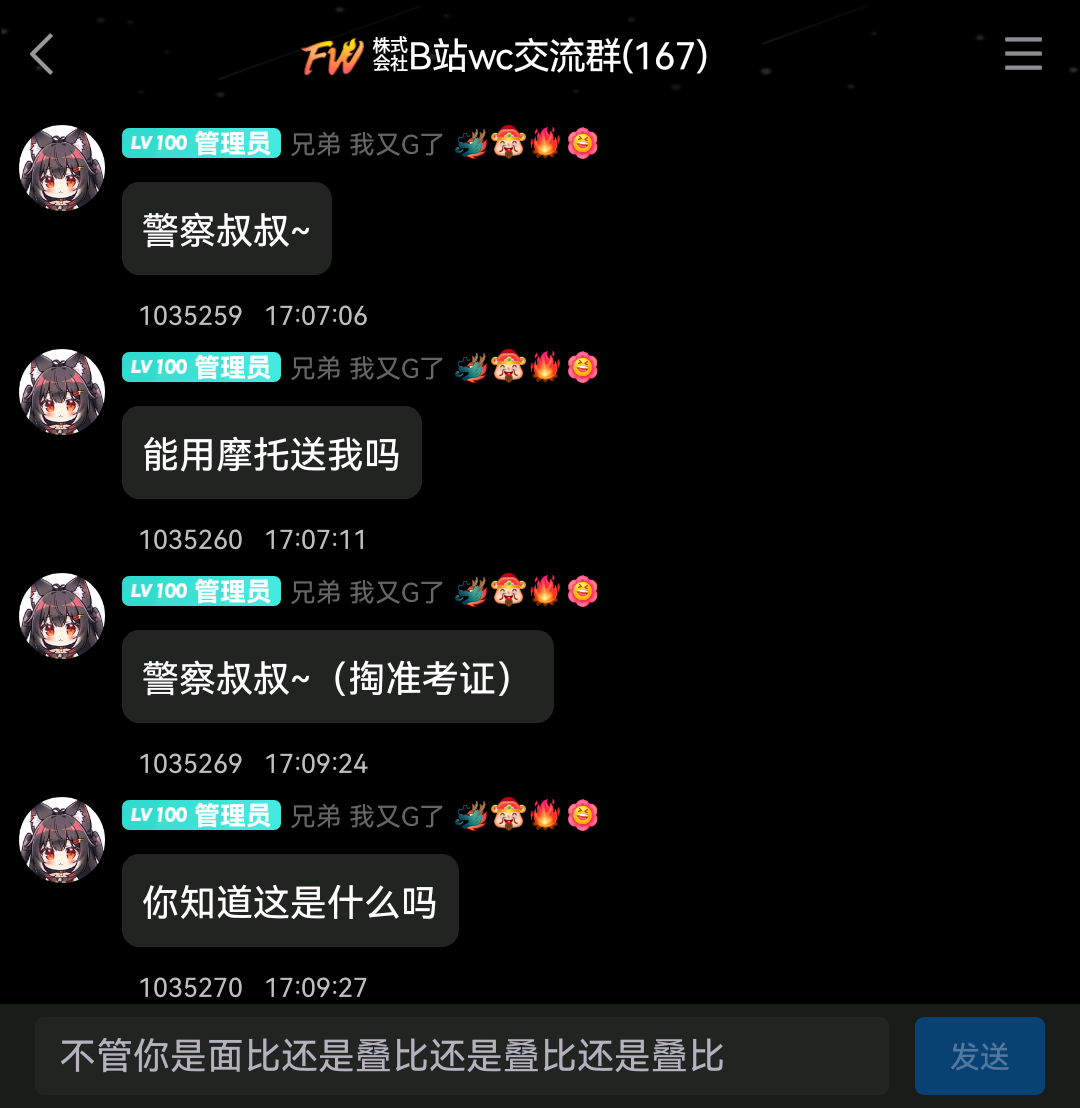 FW 株式会社B站wc交流群(167)
LV100 管理员 兄弟 我又G了 🐲🧧🔥🌼
警察叔叔~
1035259 17:07:06
LV100 管理员 兄弟 我又G了
能用摩托送我吗
1035260 17:07:11
LV100 管理员 兄弟 我又G了
警察叔叔~（掏准考证）
1035269 17:09:24
LV100 管理员 兄弟 我又G了
你知道这是什么吗
1035270 17:09:27
不管你是面比还是叠比还是叠比还是叠比
发送